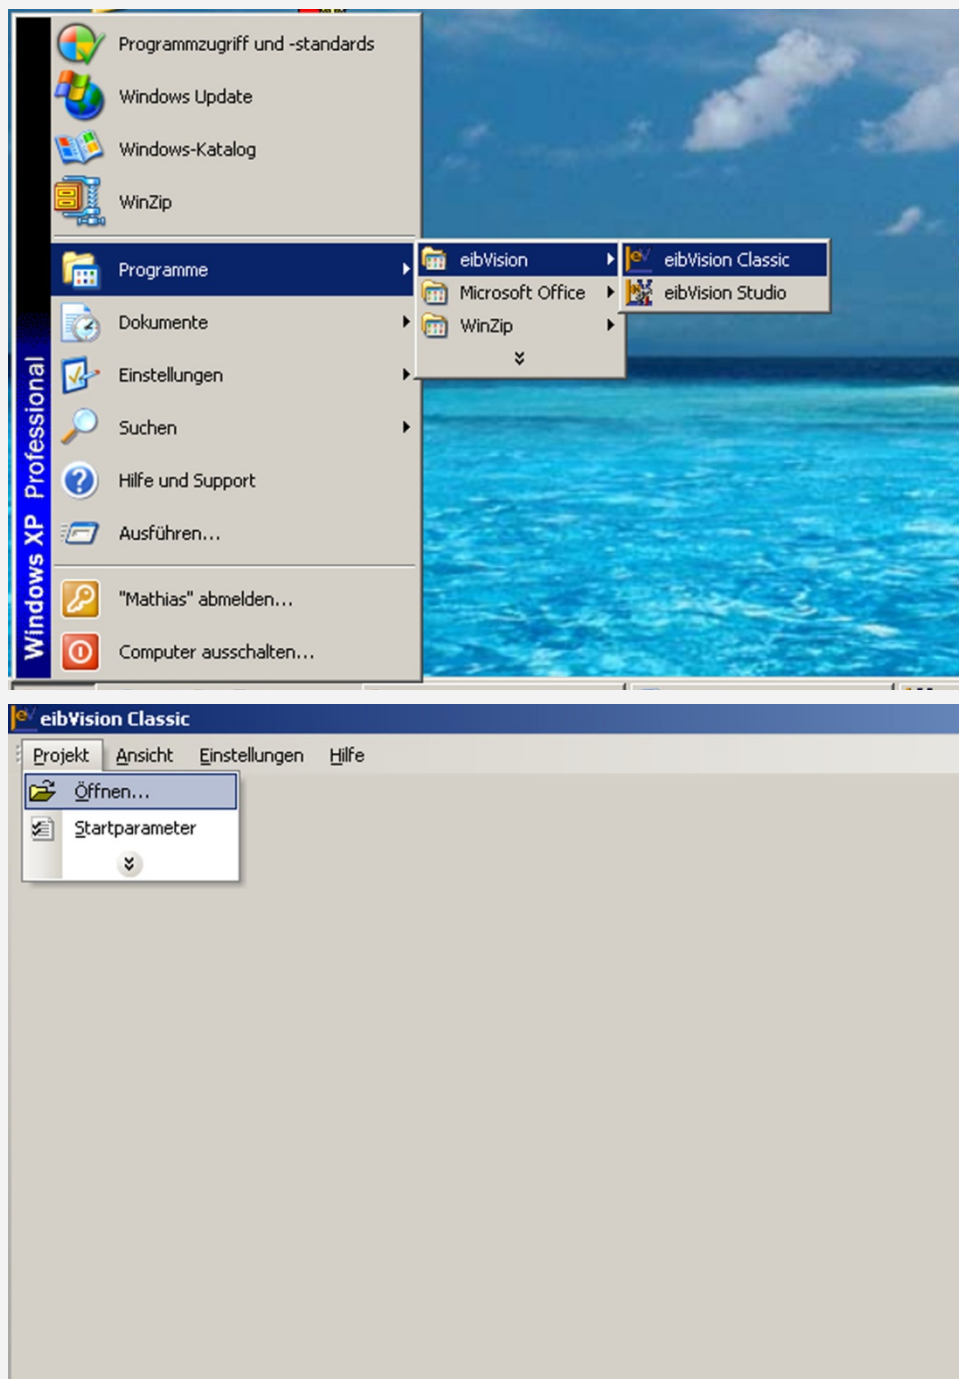 Programmzugriff und -standards
Windows Update
Windows-Katalog
WinZip
Programme
Dokumente
Einstellungen
Suchen
Hilfe und Support
Ausführen...
"Mathias" abmelden...
Computer ausschalten...
Windows XP Professional
eibVision
Microsoft Office
WinZip
eibVision Classic
eibVision Studio
eibVision Classic
Projekt Ansicht Einstellungen Hilfe
Öffnen...
Startparameter